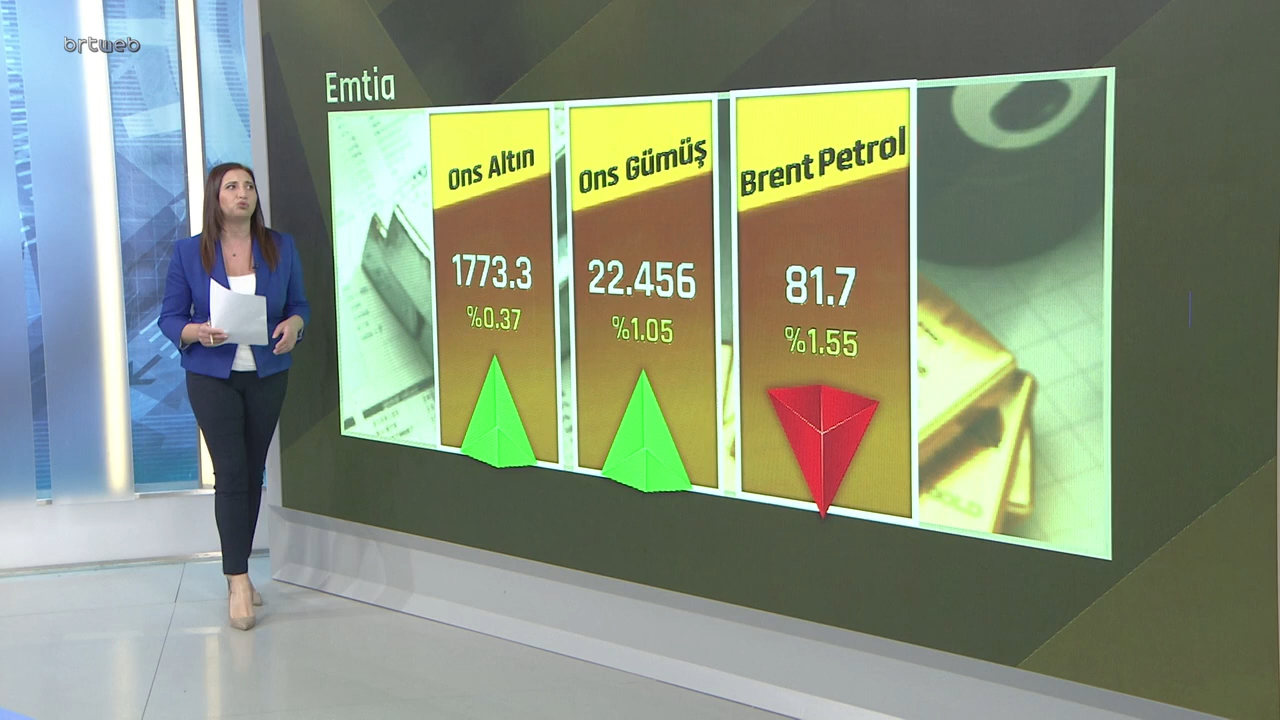 brtweb
Emtia
Ons Altın
1773.3
%0.37
Ons Gümüş
22.456
%1.05
Brent Petrol
81.7
%1.55